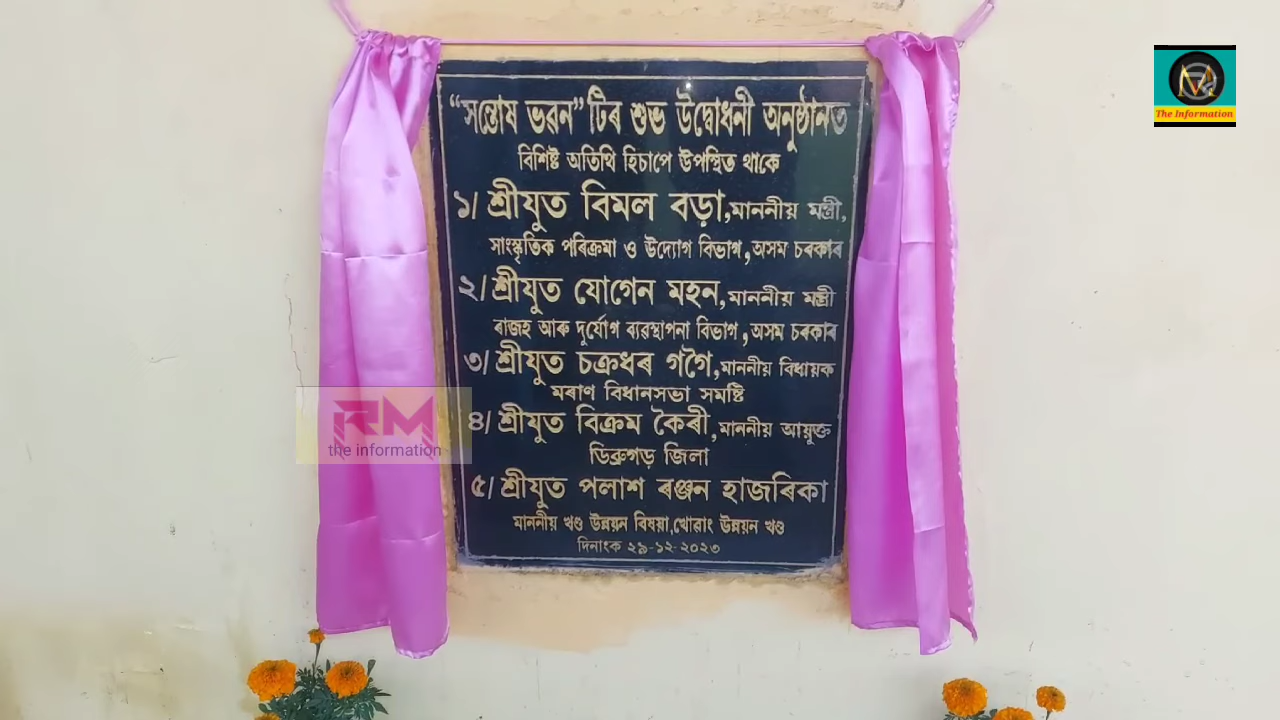 “সন্তোষ ভৱন”টিৰ শুভ উদ্বোধনী অনুষ্ঠানত
বিশিষ্ট অতিথি হিচাপে উপস্থিত থাকে
১/ শ্ৰীযুত বিমল বড়া,মাননীয় মন্ত্ৰী,
সাংস্কৃতিক পৰিক্ৰমা ও উদ্যোগ বিভাগ,অসম চৰকাৰ
২/ শ্ৰীযুত যোগেন মহন,মাননীয় মন্ত্ৰী
ৰাজহ আৰু দুৰ্যোগ ব্যৱস্থাপনা বিভাগ,অসম চৰকাৰ
৩/ শ্ৰীযুত চক্ৰধৰ গগৈ,মাননীয় বিধায়ক
মৰাণ বিধানসভা সমষ্টি
৪/ শ্ৰীযুত বিক্ৰম কৈৰী,মাননীয় আয়ুক্ত
ডিব্ৰুগড় জিলা
৫/ শ্ৰীযুত পলাশ ৰঞ্জন হাজৰিকা
মাননীয় খণ্ড উন্নয়ন বিষয়া,খোৱাং উন্নয়ন খণ্ড
দিনাংক ২৯-১২-২০২৩
RM
the information
The Information